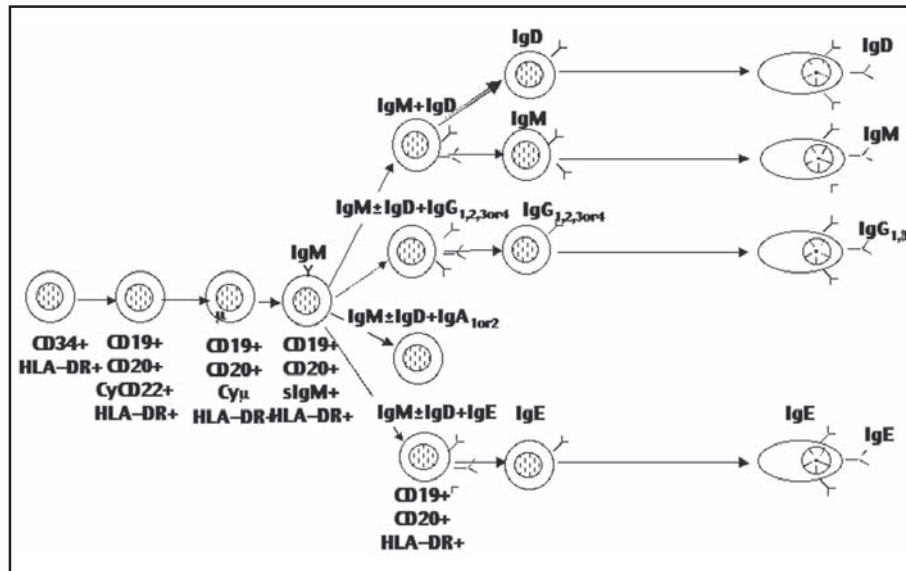 IgD
IgD
IgM+IgD
IgM
IgM
IgM±IgD+IgG1,2,3or4
IgG1,2,3or4
IgG1,
IgM
IgM±IgD+IgA1or2
CD34+
HLA–DR+
CD19+
CD20+
CyCD22+
HLA–DR+
μ
CD19+
CD20+
Cyμ
HLA–DR+
CD19+
CD20+
sIgM+
HLA–DR+
IgM±IgD+IgE
IgE
IgE
IgE
CD19+
CD20+
HLA–DR+